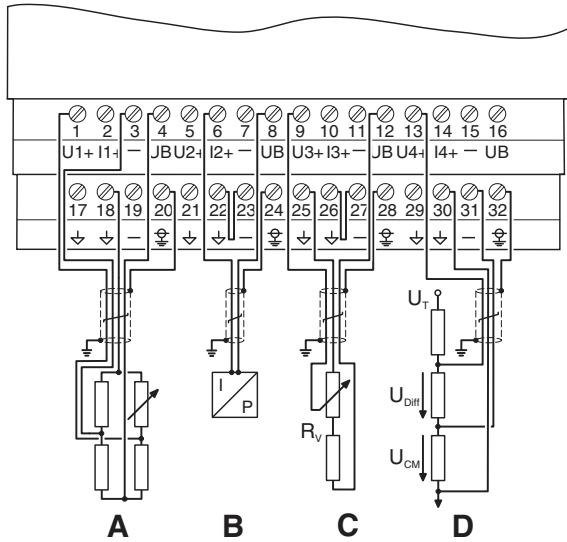 1 2 3 4 5 6 7 8 9 10 11 12 13 14 15 16
U1+ I1+ – UB U2+ I2+ – UB U3+ I3+ – UB U4+ I4+ – UB
17 18 19 20 21 22 23 24 25 26 27 28 29 30 31 32
– – – –
U_T
I
P
U_Diff
R_V
U_CM
A B C D